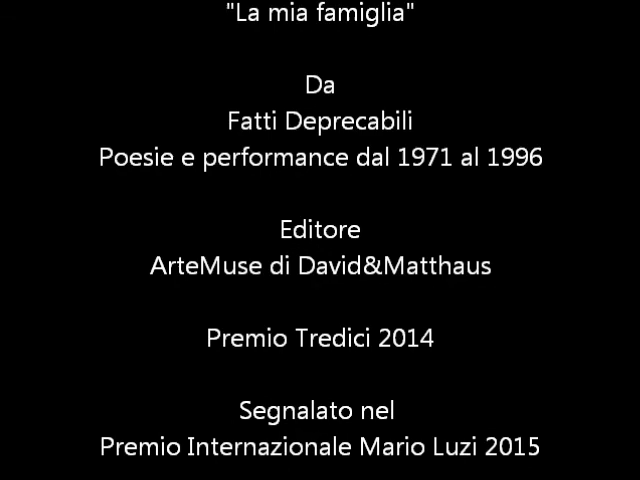 "La mia famiglia"
Da
Fatti Deprecabili
Poesie e performance dal 1971 al 1996
Editore
ArteMuse di David&Matthaus
Premio Tredici 2014
Segnalato nel
Premio Internazionale Mario Luzi 2015